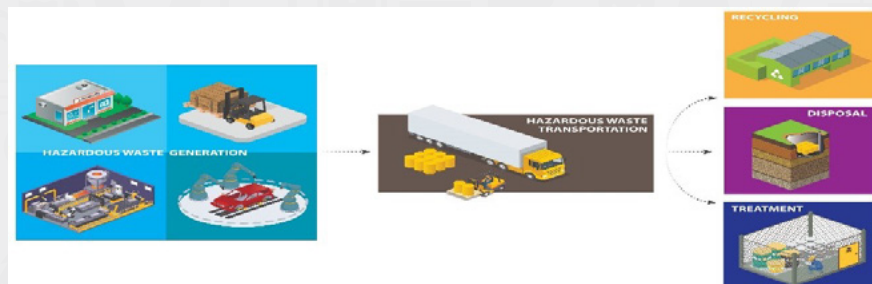 HAZARDOUS WASTE GENERATION
HAZARDOUS WASTE
TRANSPORTATION
RECYCLING
DISPOSAL
TREATMENT